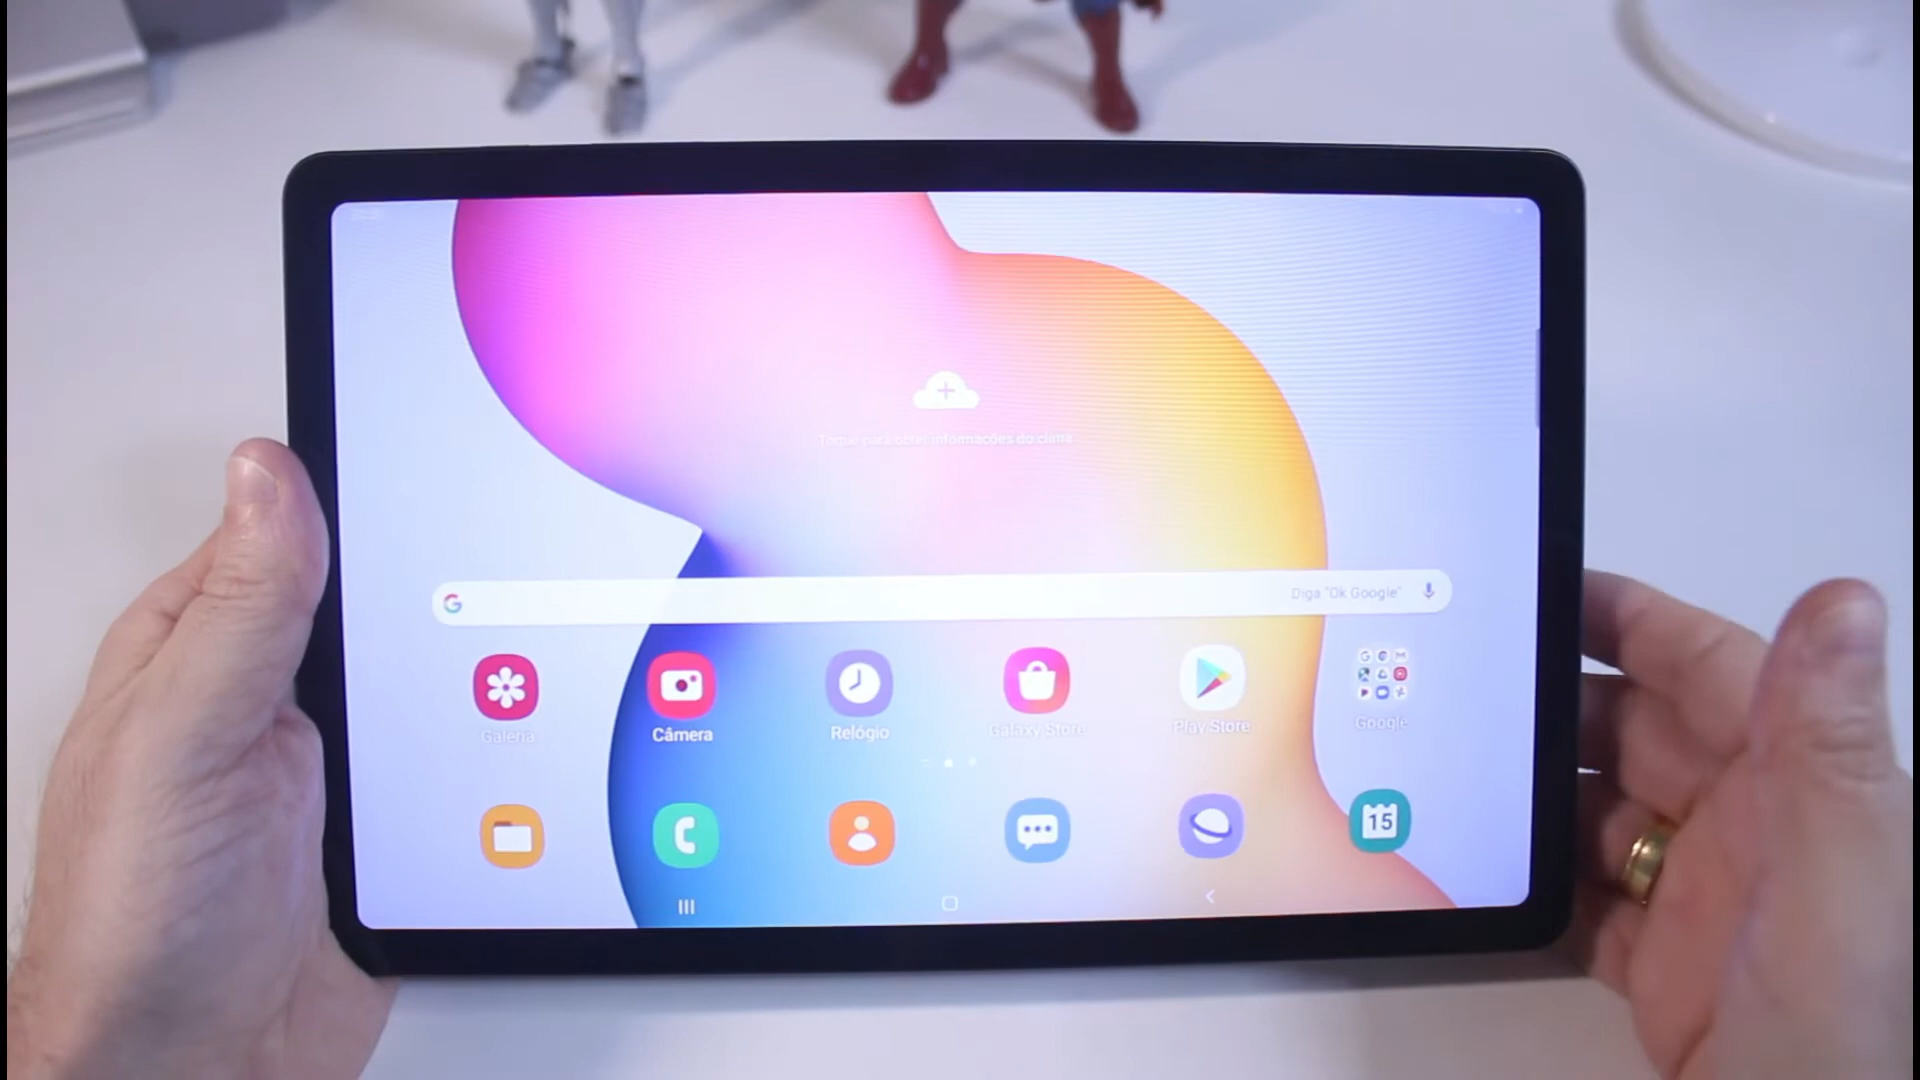 Toque para obter informações do clima
Diga "Ok Google"
Galeria
Câmera
Relógio
Galaxy Store
Play Store
Google
15